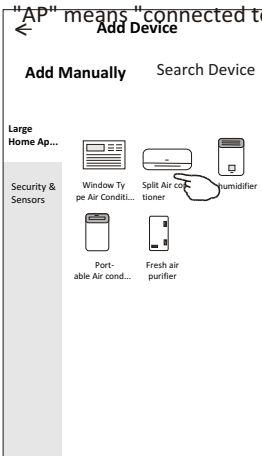 "AP" means "connected to
Add Device
Add Manually
Search Device
Large
Home Ap...
Security &
Sensors
Window Ty
pe Air Conditi...
Split Air co
tioner
humidifier
Port-
able Air cond...
Fresh air
purifier